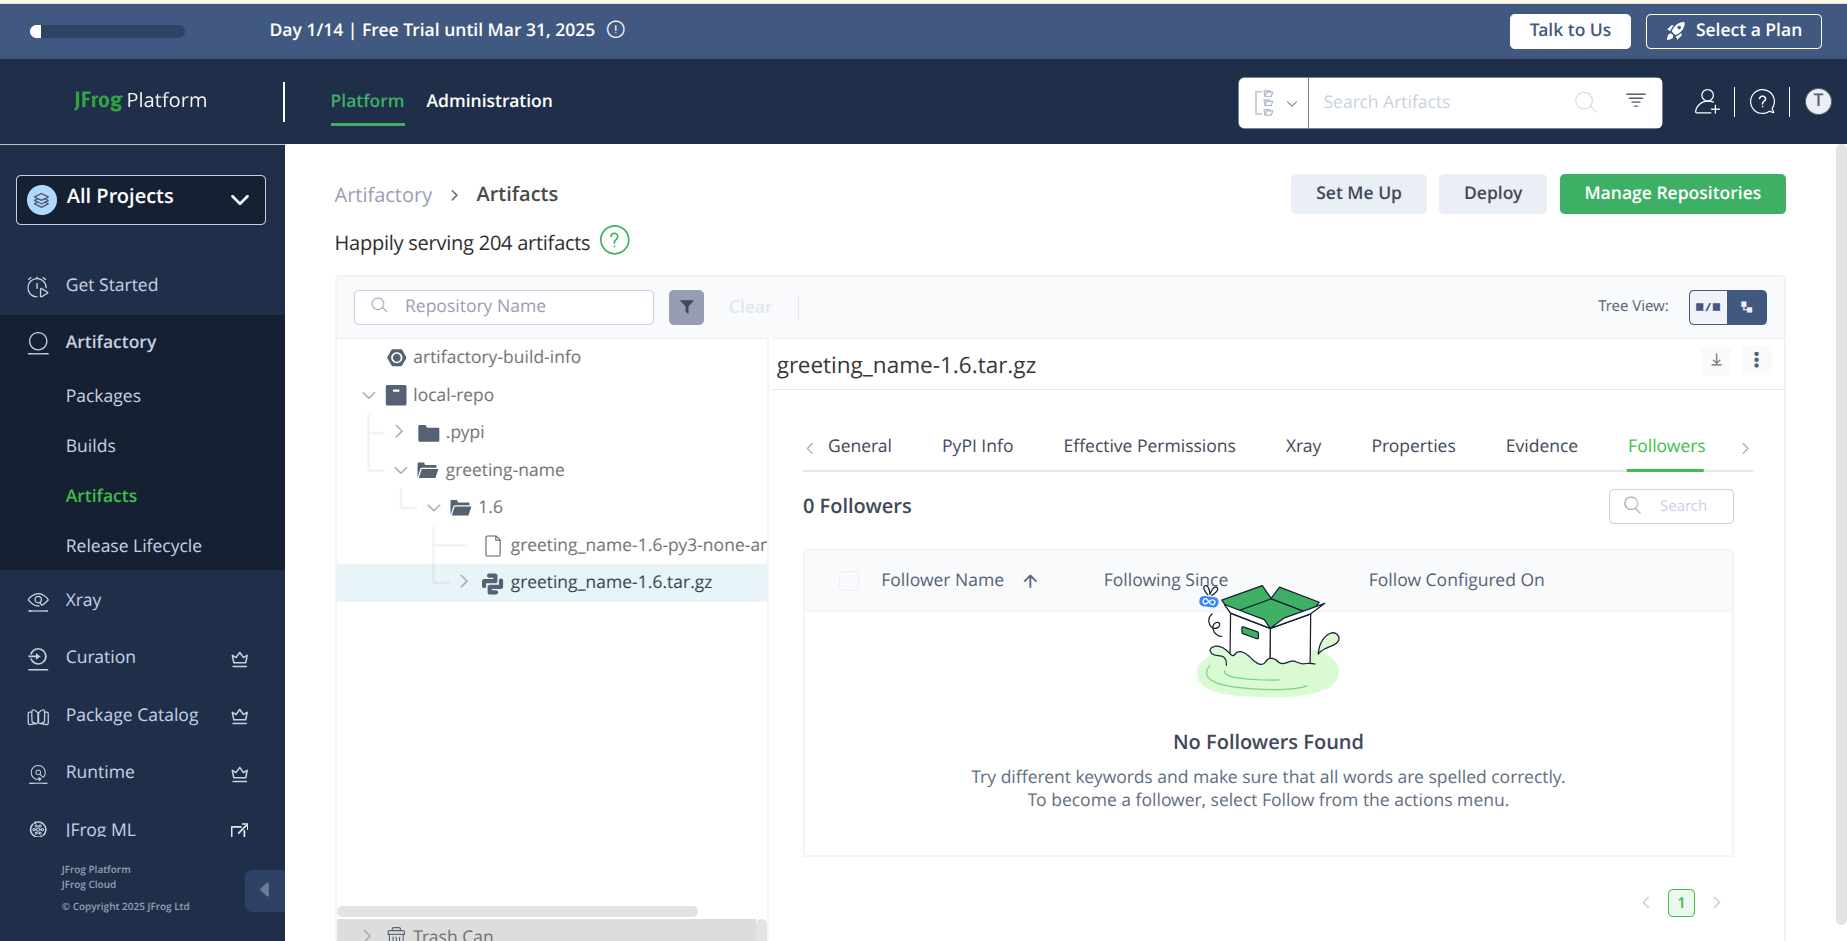 Day 1/14 | Free Trial until Mar 31, 2025
Talk to Us
Select a Plan
JFrog Platform
Platform
Administration
Search Artifacts
T
All Projects
Get Started
Artifactory
Packages
Builds
Artifacts
Release Lifecycle
Xray
Curation
Package Catalog
Runtime
JFrog ML
JFrog Platform
JFrog Cloud
© Copyright 2025 JFrog Ltd
Artifactory > Artifacts
Set Me Up
Deploy
Manage Repositories
Happily serving 204 artifacts ?
Repository Name
Clear
Tree View:
artifactory-build-info
local-repo
.pypi
greeting-name
1.6
greeting_name-1.6-py3-none-an
greeting_name-1.6.tar.gz
Trash Can
greeting_name-1.6.tar.gz
General
PyPI Info
Effective Permissions
Xray
Properties
Evidence
Followers
0 Followers
Search
Follower Name
Following Since
Follow Configured On
No Followers Found
Try different keywords and make sure that all words are spelled correctly.
To become a follower, select Follow from the actions menu.
1